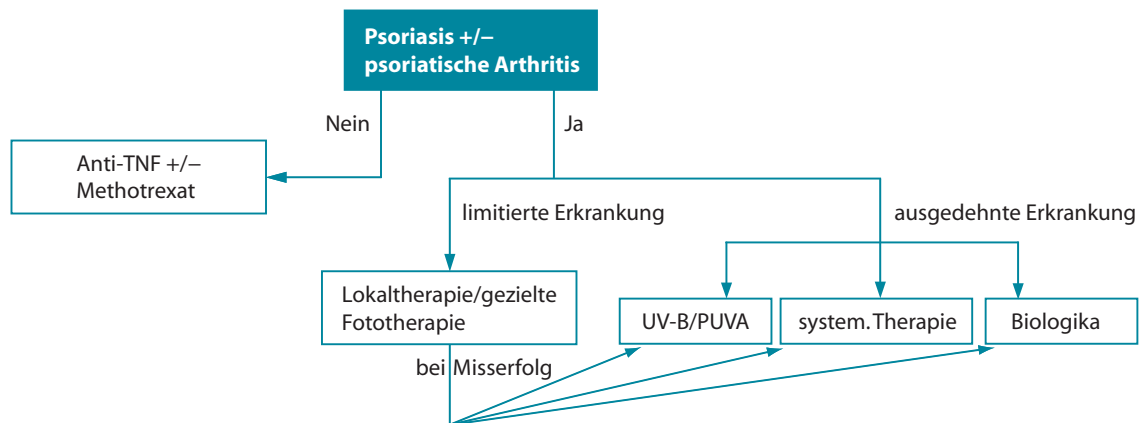 Psoriasis +/–
psoriatische Arthritis
Nein
Ja
Anti-TNF +/–
Methotrexat
limitierte Erkrankung
ausgedehnte Erkrankung
Lokaltherapie/gezielte
Fototherapie
UV-B/PUVA
system. Therapie
Biologika
bei Misserfolg